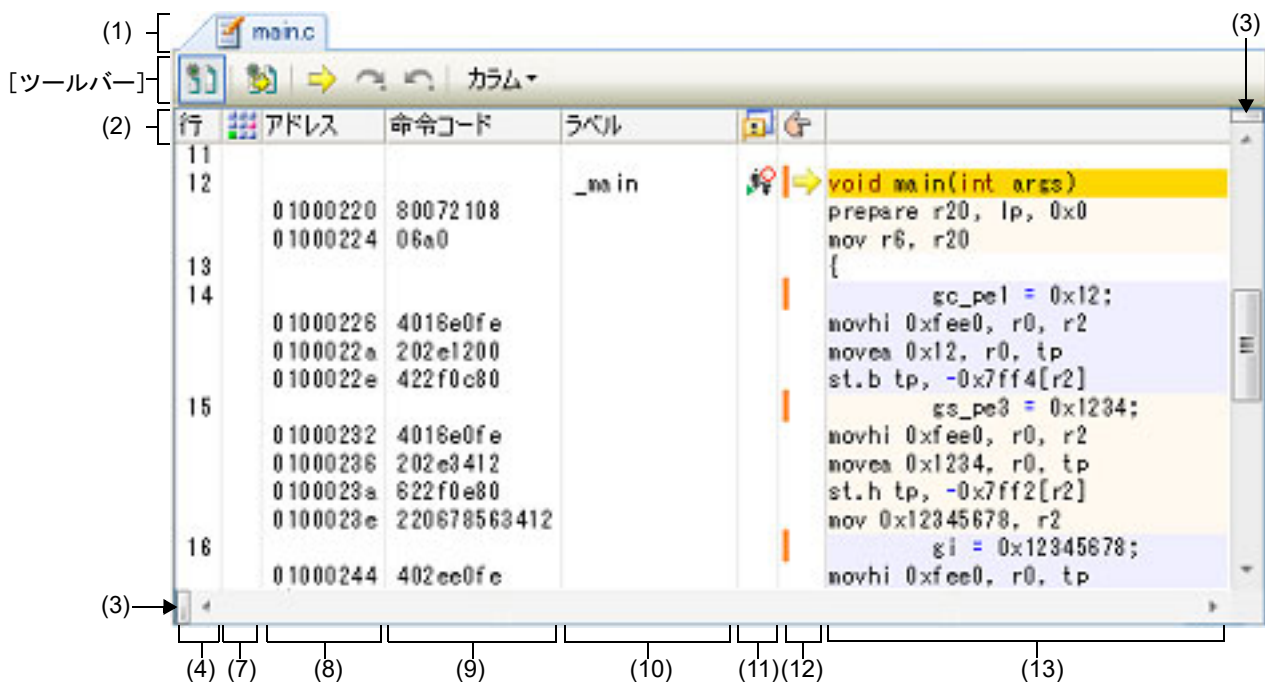 (1)
main.c
(3)
[ツールバー]
カラム
(2)
行 アドレス 命令コード ラベル
11
12 _main void main(int args)
01000220 80072108 prepare r20, lp, 0x0
01000224 06a0 mov r6, r20
13 {
14 gc_pe1 = 0x12;
01000226 4016e0fe movhi 0xfee0, r0, r2
0100022a 202e1200 movea 0x12, r0, tp
0100022e 422f0c80 st.b tp, -0x7ff4[r2]
15 gs_pe3 = 0x1234;
01000232 4016e0fe movhi 0xfee0, r0, r2
01000236 202e3412 movea 0x1234, r0, tp
0100023a 622f0e80 st.h tp, -0x7ff2[r2]
0100023e 220678563412 mov 0x12345678, r2
16 gi = 0x12345678;
01000244 402ee0fe movhi 0xfee0, r0, tp
(3)
(4) (7) (8) (9) (10) (11) (12) (13)